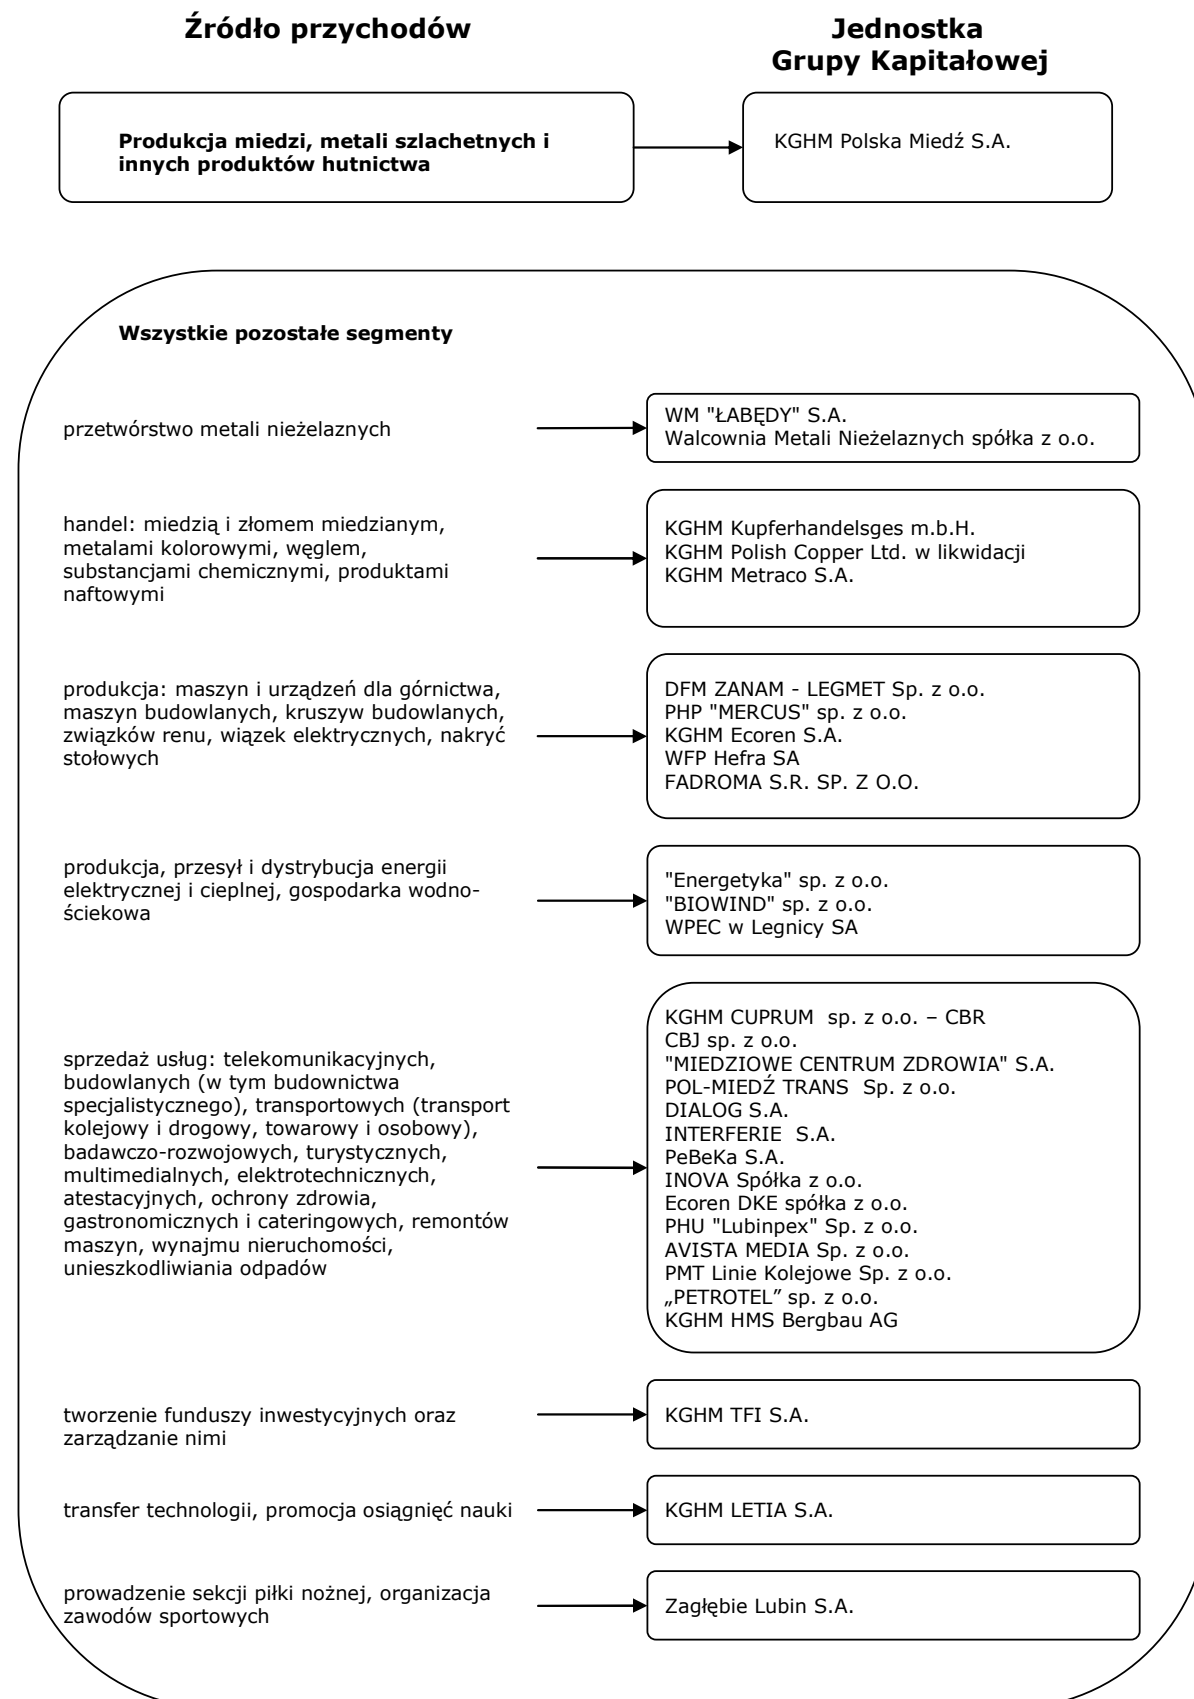 Źródło przychodów
Jednostka
Grupy Kapitałowej
Produkcja miedzi, metali szlachetnych i
innych produktów hutnictwa
KGHM Polska Miedź S.A.
Wszystkie pozostałe segmenty
przetwórstwo metali nieżelaznych
WM "ŁABĘDY" S.A.
Walcownia Metali Nieżelaznych spółka z o.o.
handel: miedzią i złomem miedzianym,
metalami kolorowymi, węglem,
substancjami chemicznymi, produktami
naftowymi
KGHM Kupferhandelsges m.b.H.
KGHM Polish Copper Ltd. w likwidacji
KGHM Metraco S.A.
produkcja: maszyn i urządzeń dla górnictwa,
maszyn budowlanych, kruszyw budowlanych,
związków renu, wiązek elektrycznych, nakryć
stołowych
DFM ZANAM - LEGMET Sp. z o.o.
PHP "MERCUS" sp. z o.o.
KGHM Ecoren S.A.
WFP Hefra SA
FADROMA S.R. SP. Z O.O.
produkcja, przesył i dystrybucja energii
elektrycznej i cieplnej, gospodarka wodno-
ściekowa
"Energetyka" sp. z o.o.
"BIOWIND" sp. z o.o.
WPEC w Legnicy SA
sprzedaż usług: telekomunikacyjnych,
budowlanych (w tym budownictwa
specjalistycznego), transportowych (transport
kolejowy i drogowy, towarowy i osobowy),
badawczo-rozwojowych, turystycznych,
multimedialnych, elektrotechnicznych,
atestacyjnych, ochrony zdrowia,
gastronomicznych i cateringowych, remontów
maszyn, wynajmu nieruchomości,
unieszkodliwiania odpadów
KGHM CUPRUM sp. z o.o. – CBR
CBJ sp. z o.o.
"MIEDZIOWE CENTRUM ZDROWIA" S.A.
POL-MIEDŹ TRANS Sp. z o.o.
DIALOG S.A.
INTERFERIE S.A.
PeBeKa S.A.
INOVA Spółka z o.o.
Ecoren DKE spółka z o.o.
PHU "Lubinpex" Sp. z o.o.
AVISTA MEDIA Sp. z o.o.
PMT Linie Kolejowe Sp. z o.o.
„PETROTEL” sp. z o.o.
KGHM HMS Bergbau AG
tworzenie funduszy inwestycyjnych oraz
zarządzanie nimi
KGHM TFI S.A.
transfer technologii, promocja osiągnięć nauki
KGHM LETIA S.A.
prowadzenie sekcji piłki nożnej, organizacja
zawodów sportowych
Zagłębie Lubin S.A.